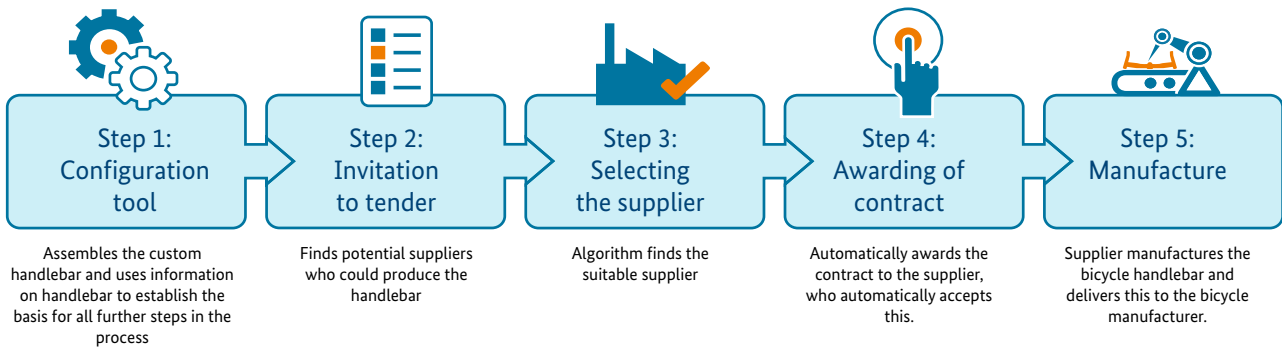 Step 1:
Configuration
tool
Step 2:
Invitation
to tender
Step 3:
Selecting
the supplier
Step 4:
Awarding of
contract
Step 5:
Manufacture
Assembles the custom
handlebar and uses information
on handlebar to establish the
basis for all further steps in the
process
Finds potential suppliers
who could produce the
handlebar
Algorithm finds the
suitable supplier
Automatically awards the
contract to the supplier,
who automatically accepts
this.
Supplier manufactures the
bicycle handlebar and
delivers this to the bicycle
manufacturer.